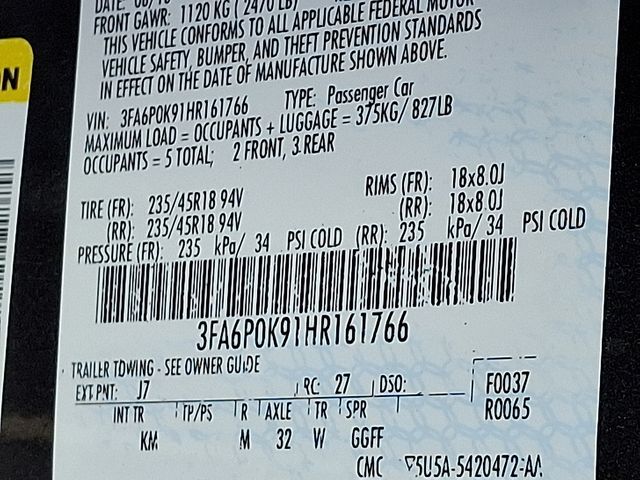 FRONT GAWR: 1120 KG ( 2470 LB)
THIS VEHICLE CONFORMS TO ALL APPLICABLE FEDERAL MOTOR
VEHICLE SAFETY, BUMPER, AND THEFT PREVENTION STANDARDS
IN EFFECT ON THE DATE OF MANUFACTURE SHOWN ABOVE.
VIN: 3FA6P0K91HR161766 TYPE: Passenger Car
MAXIMUM LOAD = OCCUPANTS + LUGGAGE = 375KG/ 827LB
OCCUPANTS = 5 TOTAL; 2 FRONT, 3 REAR
TIRE (FR): 235/45R18 94V RIMS (FR): 18x8.0J
(RR): 235/45R18 94V (RR): 18x8.0J
PRESSURE (FR): 235 kPa/ 34 PSI COLD (RR): 235 kPa/ 34 PSI COLD
3FA6P0K91HR161766
TRAILER TOWING - SEE OWNER GUIDE
EXT PNT: J7 RC: 27 DSO: F0037
R0065
INT TR TP/PS R AXLE TR SPR
KM M 32 W GGFF
CMC 5U5A-5420472-AA